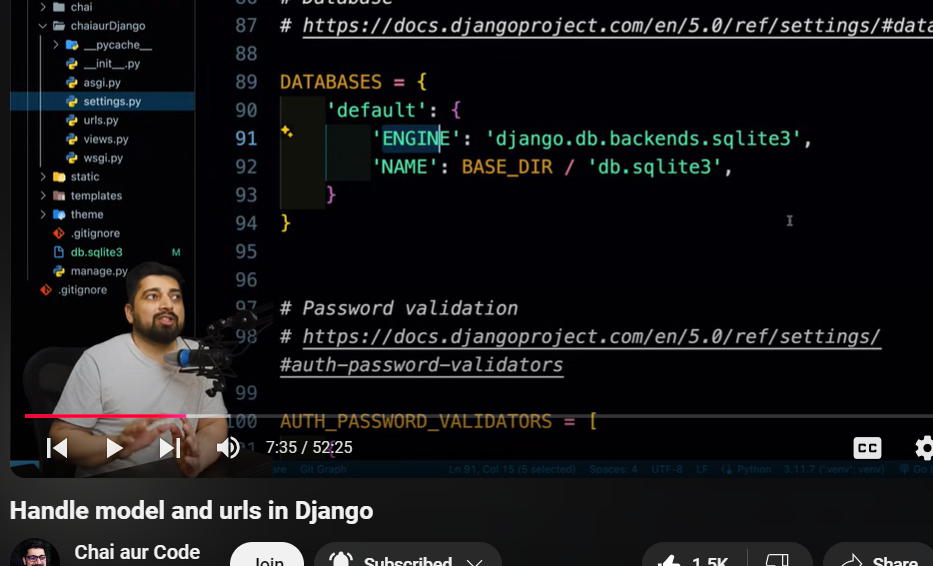 chai
chaiaurDjango
__pycache__
__init__.py
asgi.py
settings.py
urls.py
views.py
wsgi.py
static
templates
theme
.gitignore
db.sqlite3 M
manage.py
.gitignore
86 # Database
87 # https://docs.djangoproject.com/en/5.0/ref/settings/#data
88
89 DATABASES = {
90 'default': {
91 'ENGINE': 'django.db.backends.sqlite3',
92 'NAME': BASE_DIR / 'db.sqlite3',
93 }
94 }
95
96
97 # Password validation
98 # https://docs.djangoproject.com/en/5.0/ref/settings/
#auth-password-validators
99
100 AUTH_PASSWORD_VALIDATORS = [
{
7:35 / 52:25
CC
Git Graph Ln 91, Col 15 (5 selected) Spaces: 4 UTF-8 LF Python 3.11.7 ('.venv': venv) Go
Handle model and urls in Django
Chai aur Code
Join
Subscribed
1.5K
Share